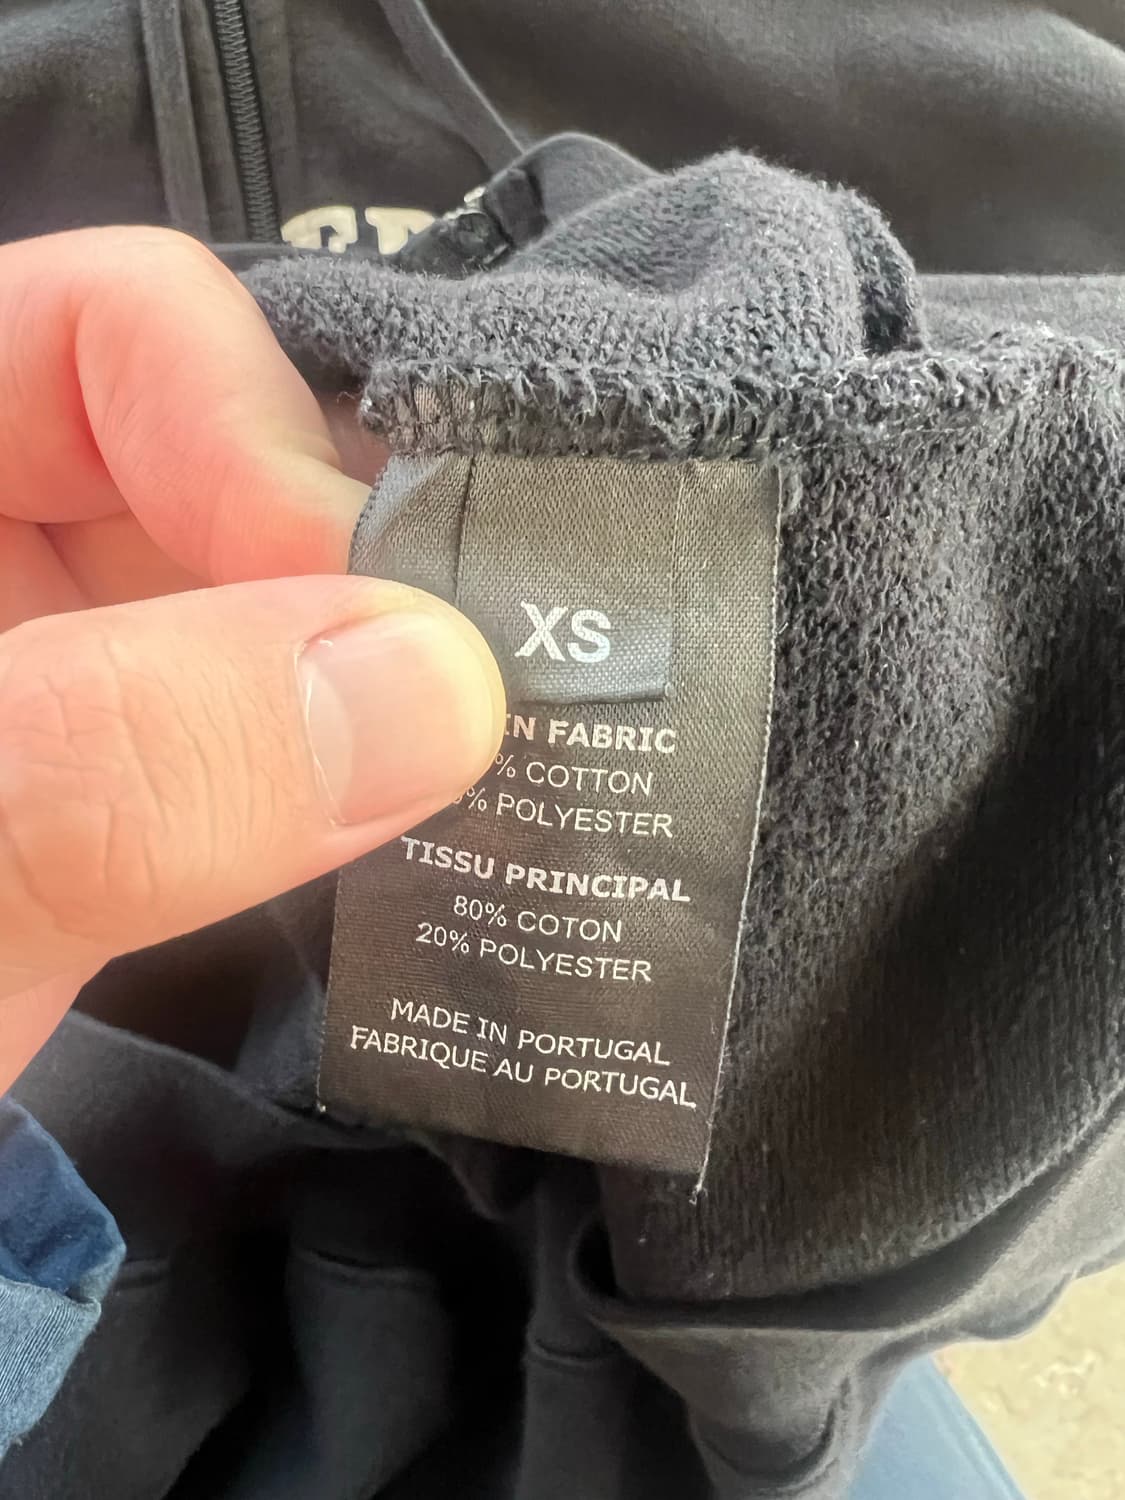 XS
FABRIC
% COTTON
% POLYESTER
TISSU PRINCIPAL
80% COTON
20% POLYESTER
MADE IN PORTUGAL
FABRIQUE AU PORTUGAL